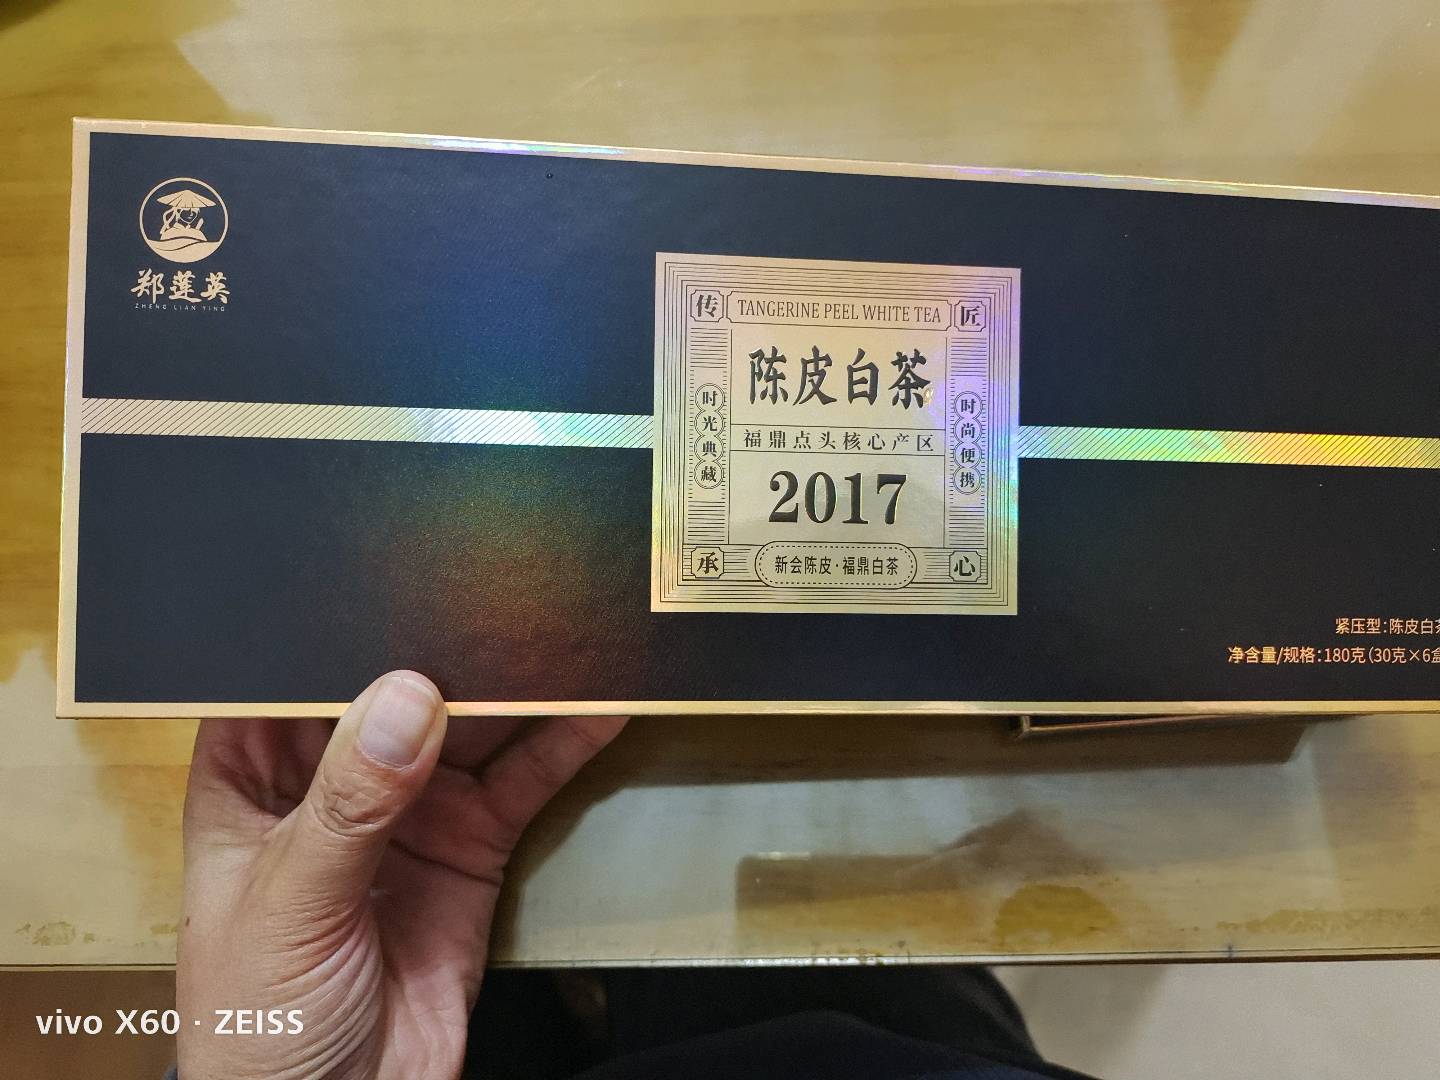 郑莲英
ZHENG LIAN YING
传
TANGERINE PEEL WHITE TEA
匠
陈皮白茶
时光典藏
福鼎点头核心产区
时尚便携
2017
承
新会陈皮·福鼎白茶
心
紧压型:陈皮白茶
净含量/规格:180克(30克×6盒
vivo X60 · ZEISS